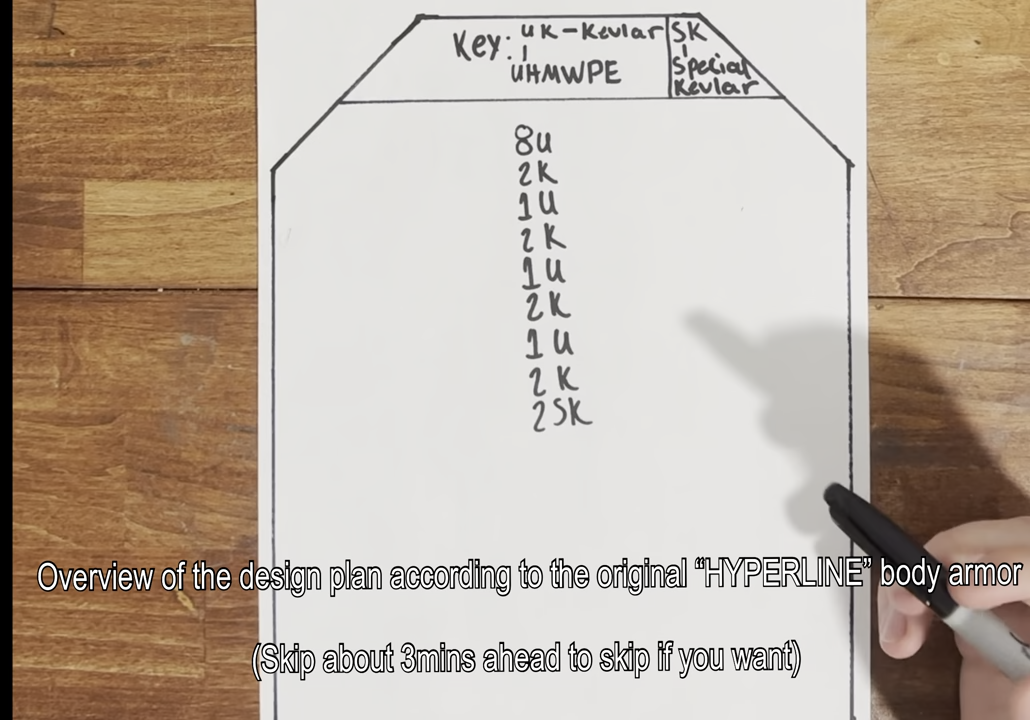 Key: UK-Kevlar
UHMWPE
SK
Special
Kevlar
8U
2K
1U
2K
1U
2K
1U
2K
2SK
Overview of the design plan according to the original “HYPERLINE” body armor
(Skip about 3mins ahead to skip if you want)